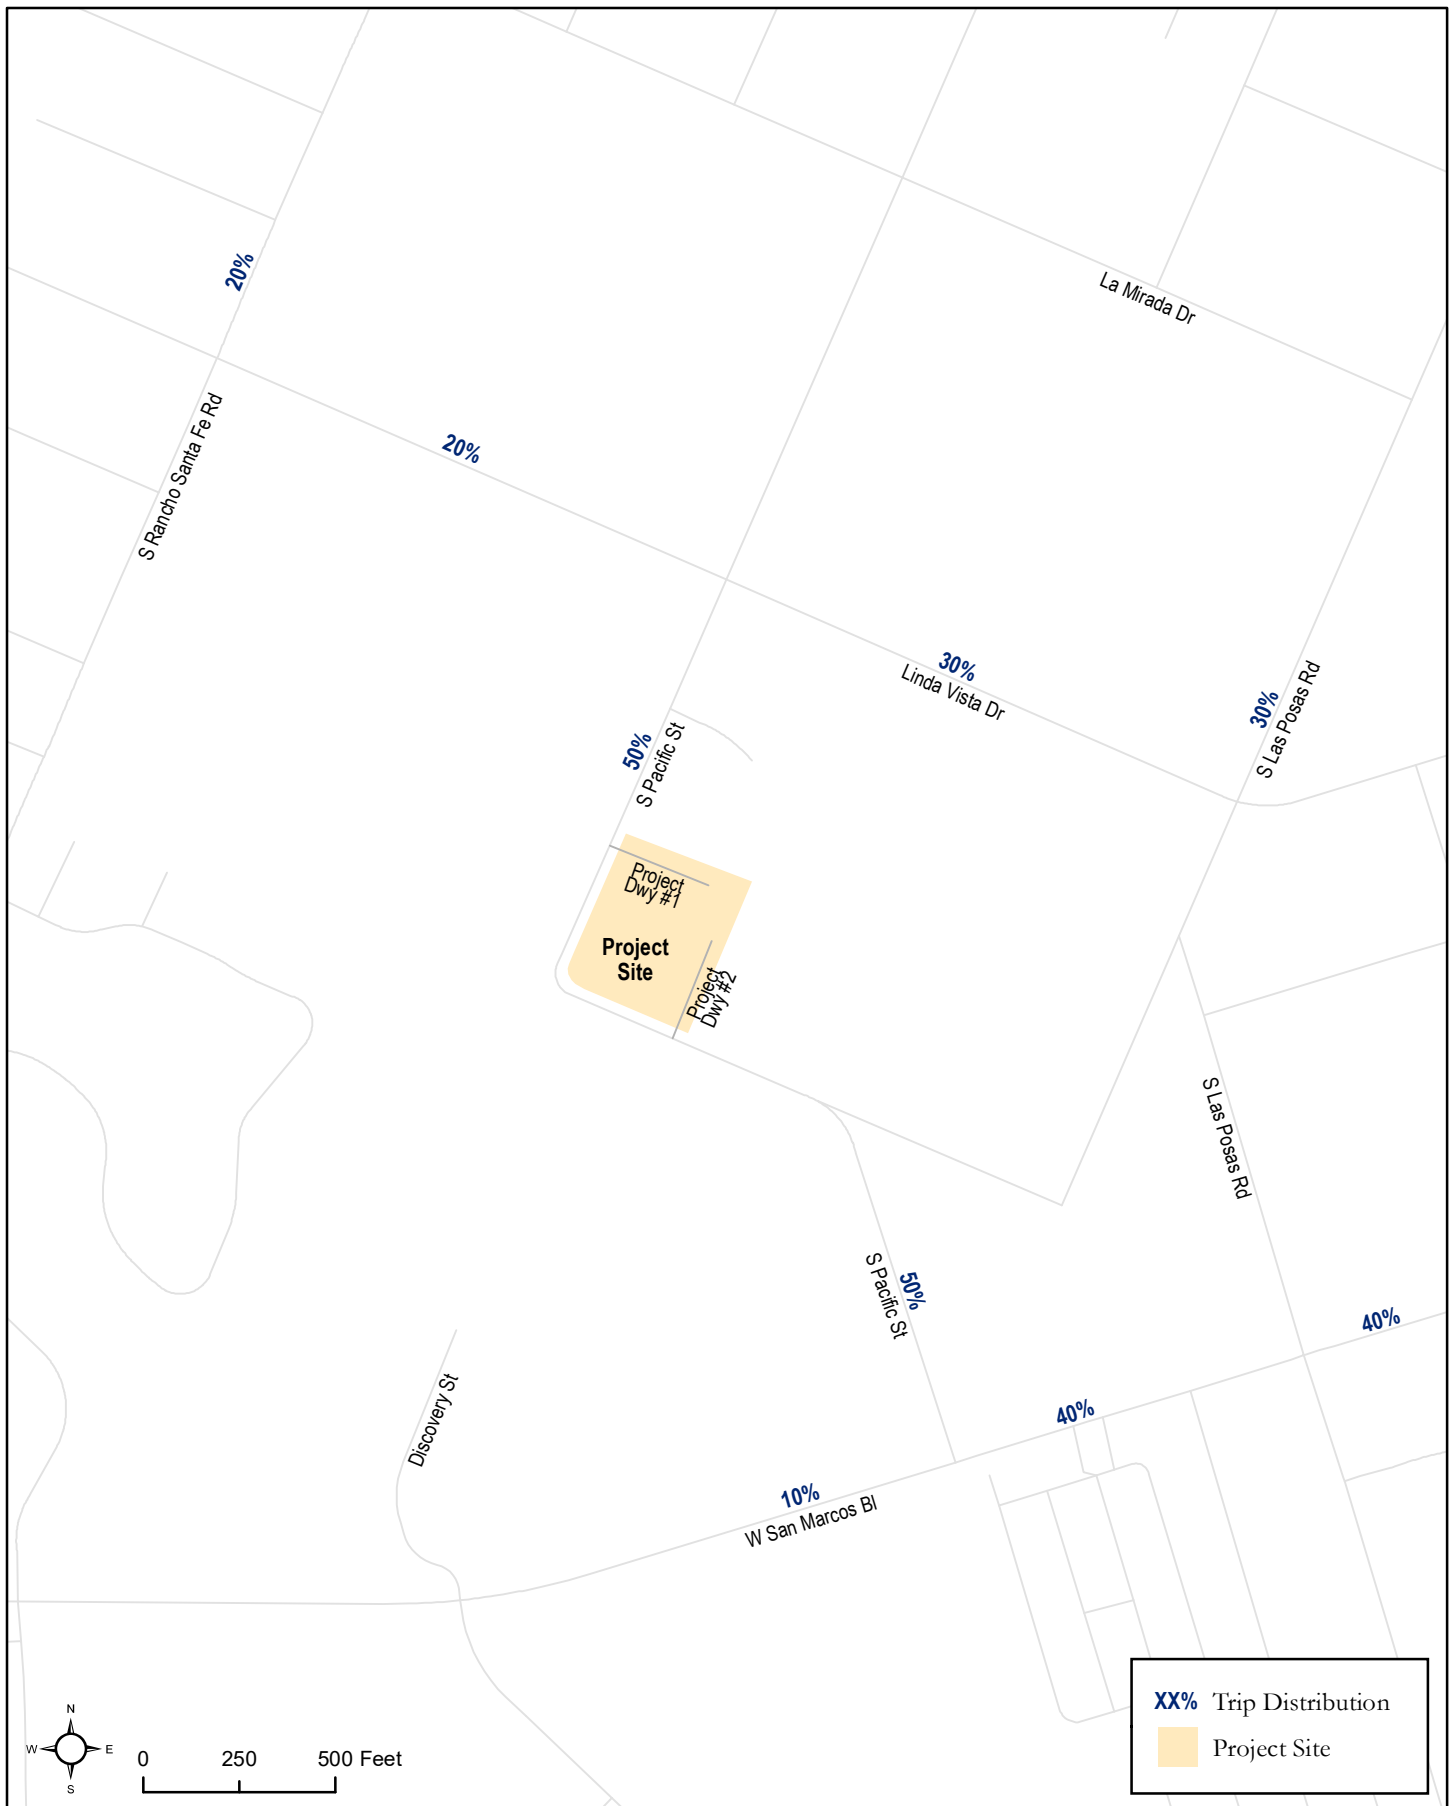 20%
La Mirada Dr
S Rancho Santa Fe Rd
20%
30%
Linda Vista Dr
30%
S Las Posas Rd
50%
S Pacific St
Project
Dwy #1
Project
Site
Project
Dwy #2
S Las Posas Rd
S Pacific St
50%
40%
40%
Discovery St
10%
W San Marcos Bl
XX% Trip Distribution
Project Site
N
W E
S
0 250 500 Feet